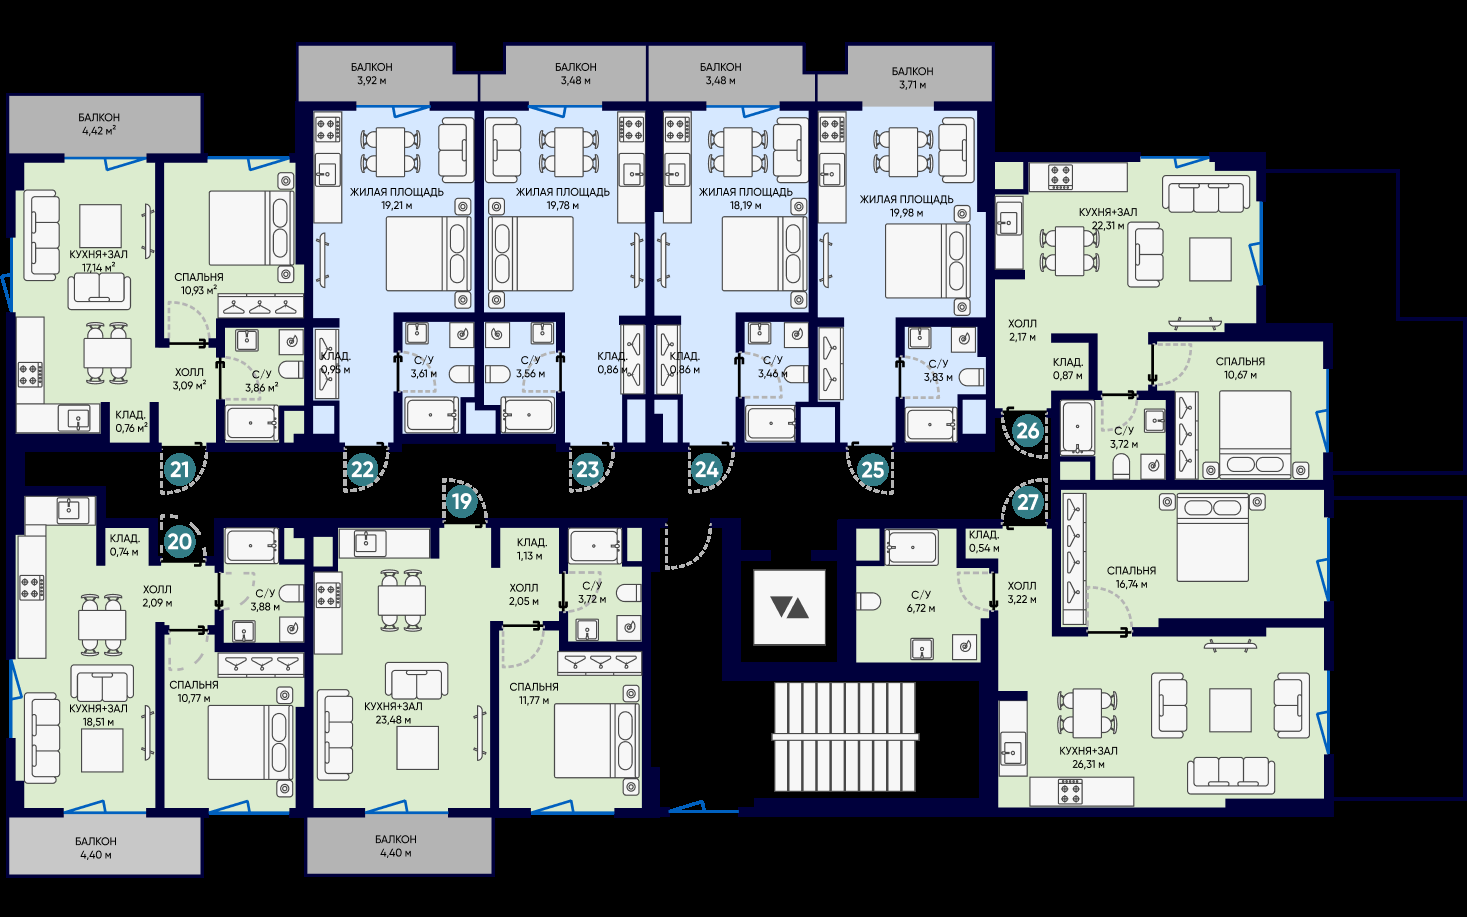 БАЛКОН
3,92 м
БАЛКОН
3,48 м
БАЛКОН
3,48 м
БАЛКОН
3,71 м
БАЛКОН
4,42 м²
ЖИЛАЯ ПЛОЩАДЬ
19,21 м
ЖИЛАЯ ПЛОЩАДЬ
19,78 м
ЖИЛАЯ ПЛОЩАДЬ
18,19 м
ЖИЛАЯ ПЛОЩАДЬ
19,98 м
КУХНЯ+ЗАЛ
22,31 м
КУХНЯ+ЗАЛ
17,14 м²
СПАЛЬНЯ
10,93 м²
ХОЛЛ
2,17 м
КЛАД.
0,87 м
СПАЛЬНЯ
10,67 м
ХОЛЛ
3,09 м²
С/У
3,86 м²
КЛАД.
0,95 м
С/У
3,61 м
С/У
3,56 м
КЛАД.
0,86 м
КЛАД.
0,86 м
С/У
3,46 м
С/У
3,83 м
КЛАД.
0,76 м²
С/У
3,72 м
26
21
22
23
24
25
19
27
20
КЛАД.
0,74 м
ХОЛЛ
2,09 м
С/У
3,88 м
КЛАД.
1,13 м
ХОЛЛ
2,05 м
С/У
3,72 м
С/У
6,72 м
КЛАД.
0,54 м
ХОЛЛ
3,22 м
СПАЛЬНЯ
16,74 м
СПАЛЬНЯ
10,77 м
КУХНЯ+ЗАЛ
18,51 м
КУХНЯ+ЗАЛ
23,48 м
СПАЛЬНЯ
11,77 м
КУХНЯ+ЗАЛ
26,31 м
БАЛКОН
4,40 м
БАЛКОН
4,40 м